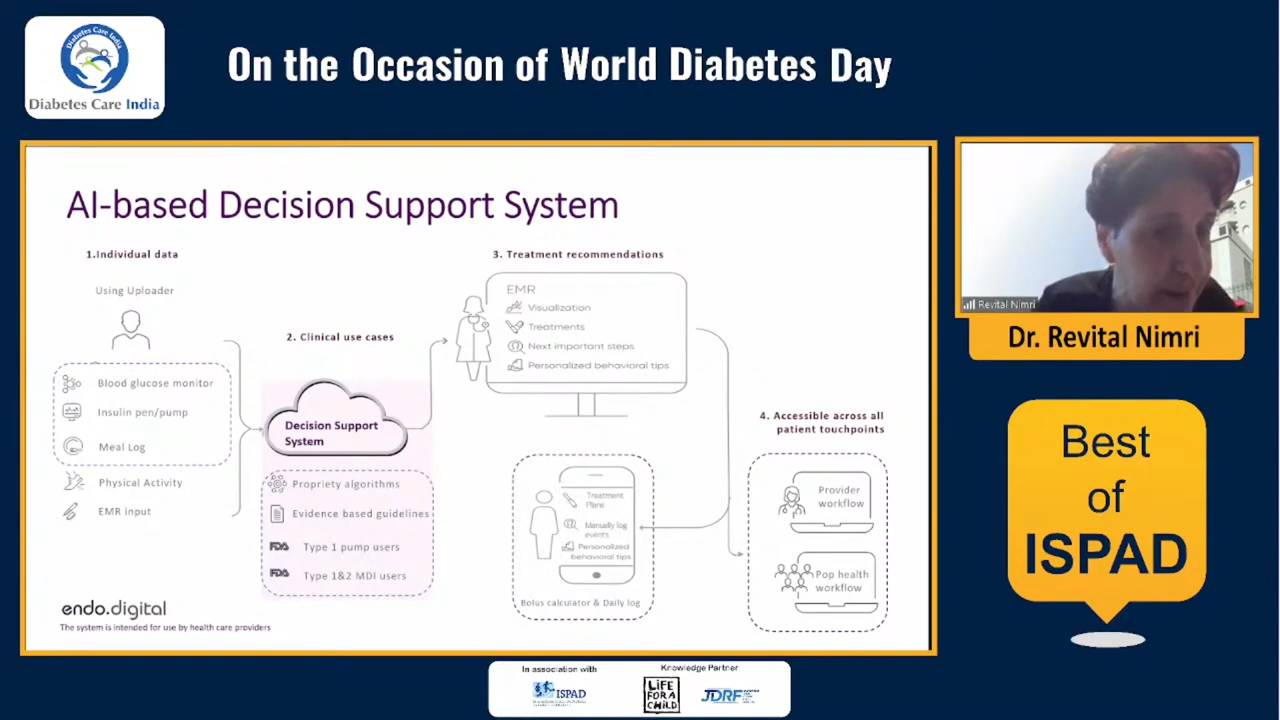 Diabetes Care India
Diabetes Care India
On the Occasion of World Diabetes Day
AI-based Decision Support System
1.Individual data
Using Uploader
Blood glucose monitor
Insulin pen/pump
Meal Log
Physical Activity
EMR input
2. Clinical use cases
Decision Support
System
Propriety algorithms
Evidence based guidelines
FDA Type 1 pump users
FDA Type 1&2 MDI users
3. Treatment recommendations
EMR
Visualization
Treatments
Next important steps
Personalized behavioral tips
Treatment
Plans
Manually log
events
Personalized
behavioral tips
Bolus calculator & Daily log
4. Accessible across all
patient touchpoints
Provider
workflow
Pop health
workflow
endo.digital
The system is intended for use by health care providers
Revital Nimri
Dr. Revital Nimri
Best
of
ISPAD
In association with
ISPAD
Knowledge Partner
LiFE
FOR A
CHiLD
JDRF